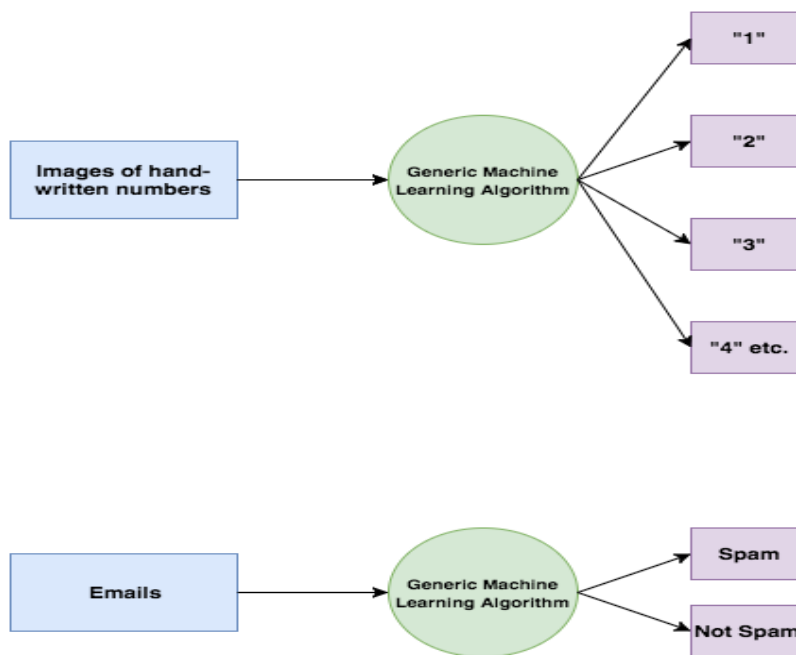 "1"
"2"
Images of hand-
written numbers
Generic Machine
Learning Algorithm
"3"
"4" etc.
Spam
Emails
Generic Machine
Learning Algorithm
Not Spam